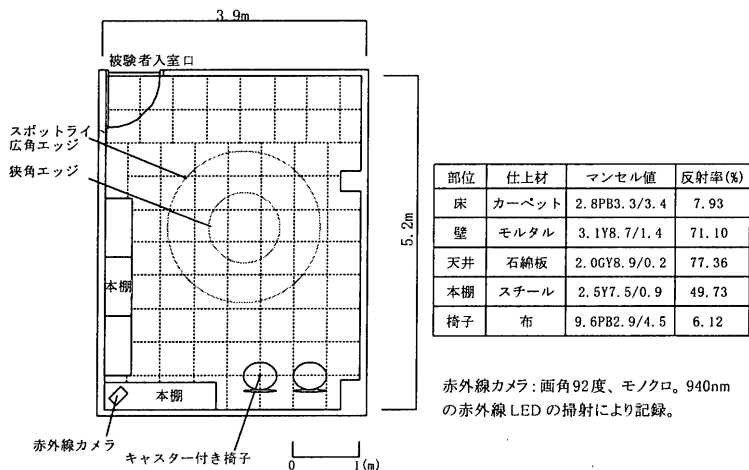 3.9m
被験者入室口
スポットライ
広角エッジ
狭角エッジ
5.2m
本棚
本棚
赤外線カメラ
キャスター付き椅子
0 1(m)
部位 仕上材 マンセル値 反射率(%)
床 カーペット 2.8PB3.3/3.4 7.93
壁 モルタル 3.1Y8.7/1.4 71.10
天井 石綿板 2.0GY8.9/0.2 77.36
本棚 スチール 2.5Y7.5/0.9 49.73
椅子 布 9.6PB2.9/4.5 6.12
赤外線カメラ:画角92度、モノクロ。940nm
の赤外線LEDの掃射により記録。